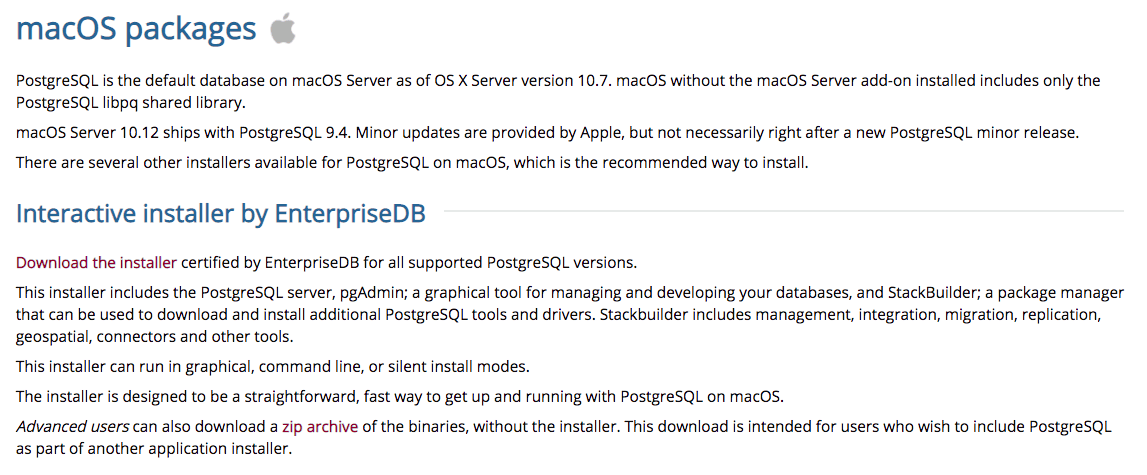 macOS packages
PostgreSQL is the default database on macOS Server as of OS X Server version 10.7. macOS without the macOS Server add-on installed includes only the
PostgreSQL libpq shared library.
macOS Server 10.12 ships with PostgreSQL 9.4. Minor updates are provided by Apple, but not necessarily right after a new PostgreSQL minor release.
There are several other installers available for PostgreSQL on macOS, which is the recommended way to install.
Interactive installer by EnterpriseDB
Download the installer certified by EnterpriseDB for all supported PostgreSQL versions.
This installer includes the PostgreSQL server, pgAdmin; a graphical tool for managing and developing your databases, and StackBuilder; a package manager
that can be used to download and install additional PostgreSQL tools and drivers. Stackbuilder includes management, integration, migration, replication,
geospatial, connectors and other tools.
This installer can run in graphical, command line, or silent install modes.
The installer is designed to be a straightforward, fast way to get up and running with PostgreSQL on macOS.
Advanced users can also download a zip archive of the binaries, without the installer. This download is intended for users who wish to include PostgreSQL
as part of another application installer.